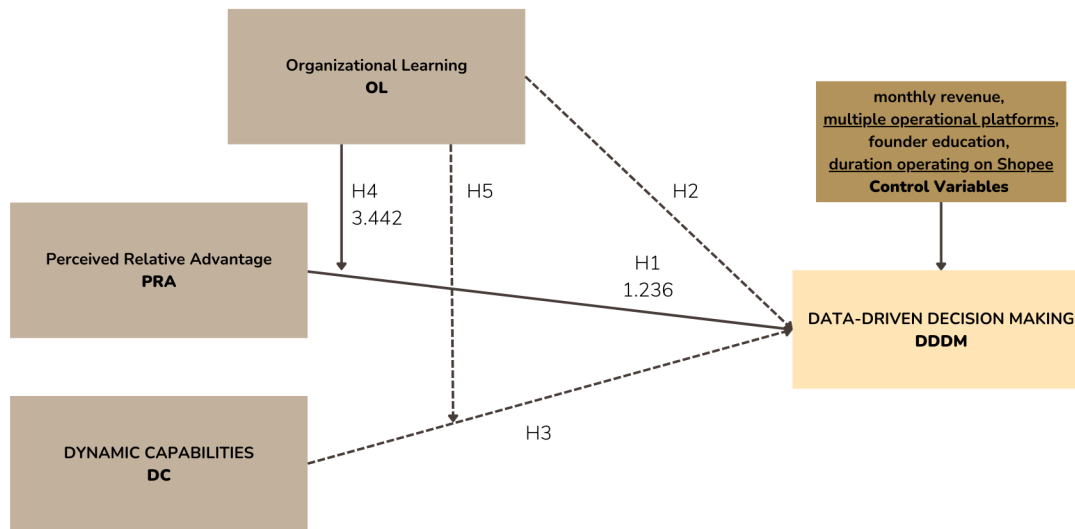 Organizational Learning
OL
monthly revenue,
multiple operational platforms,
founder education,
duration operating on Shopee
Control Variables
H4
3.442
H5
H2
Perceived Relative Advantage
PRA
H1
1.236
DATA-DRIVEN DECISION MAKING
DDDM
H3
DYNAMIC CAPABILITIES
DC